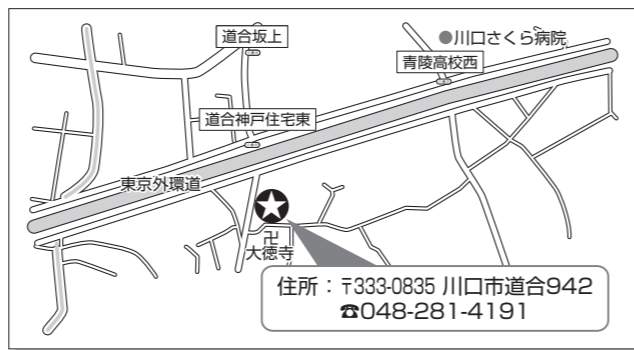 道合坂上
●川口さくら病院
青陵高校西
道合神戸住宅東
東京外環道
卍
大徳寺
住所：〒333-0835 川口市道合942
☎048-281-4191